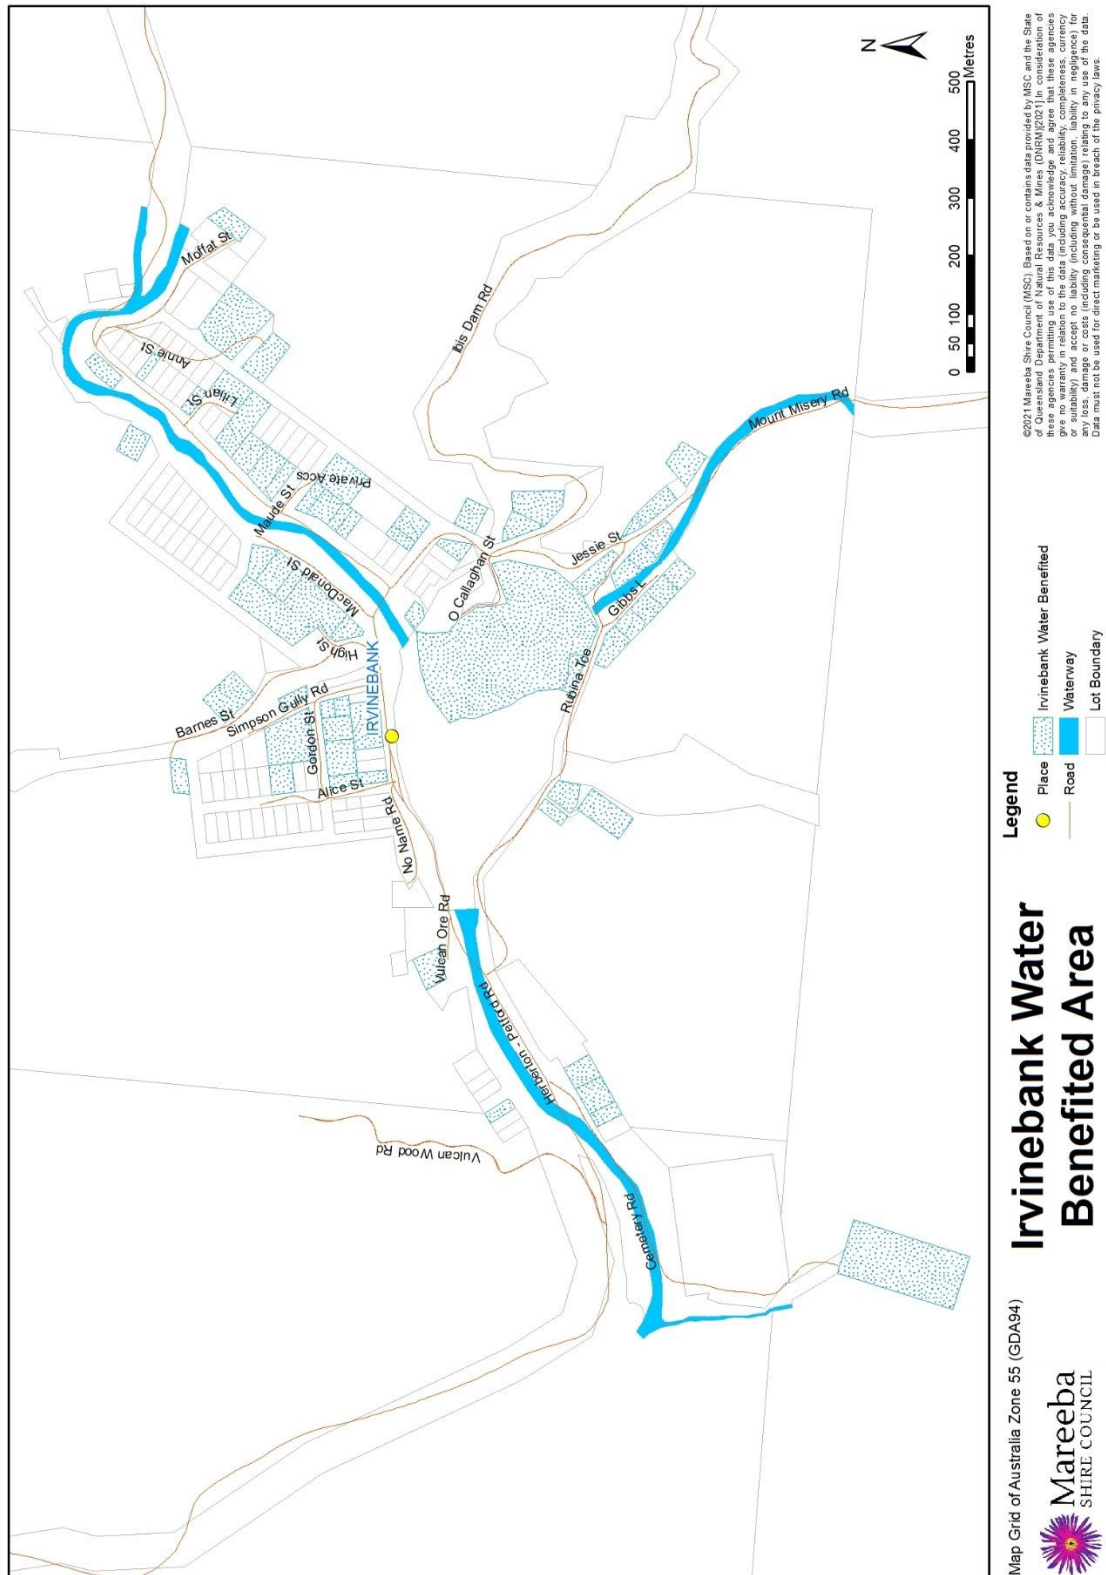 Moffat St
Annie St
Lilian St
Private Accs
Maude St
MacDonald St
High St
Barnes St
Simpson Gully Rd
Gordon St
Alice St
IRVINEBANK
No Name Rd
Vulcan Ore Rd
Herberton - Petford Rd
Vulcan Wood Rd
Cemetery Rd
Ibis Dam Rd
O Callaghan St
Jessie St
Gibbs L
Rubina Tce
Mount Misery Rd
N
0 50 100 200 300 400 500
Metres
Map Grid of Australia Zone 55 (GDA94)
Mareeba
SHIRE COUNCIL
Irvinebank Water
Benefited Area
Legend
Place
Road
Irvinebank Water Benefited
Waterway
Lot Boundary
©2021 Mareeba Shire Council (MSC). Based on or contains data provided by MSC and the State
of Queensland Department of Natural Resources & Mines (DNRM)[2021].In consideration of
these agencies permitting use of this data you acknowledge and agree that these agencies
give no warranty in relation to the data (including accuracy, reliability, completeness, currency
or suitability) and accept no liability (including without limitation, liability in negligence) for
any loss, damage or costs (including consequential damage) relating to any use of the data.
Data must not be used for direct marketing or be used in breach of the privacy laws.